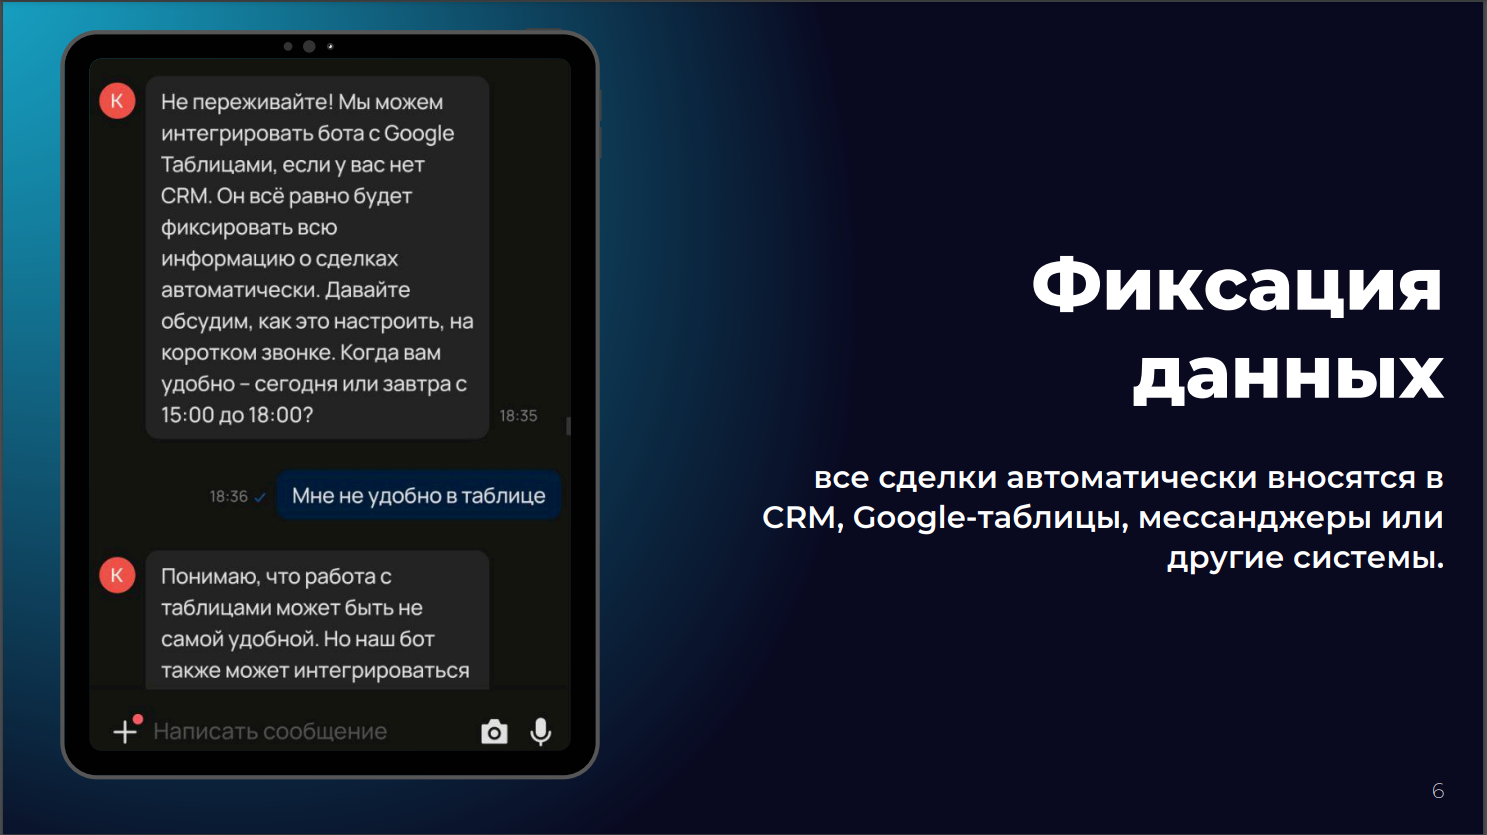 К
Не переживайте! Мы можем
интегрировать бота с Google
Таблицами, если у вас нет
CRM. Он всё равно будет
фиксировать всю
информацию о сделках
автоматически. Давайте
обсудим, как это настроить, на
коротком звонке. Когда вам
удобно – сегодня или завтра с
15:00 до 18:00?
18:35
18:36
Мне не удобно в таблице
К
Понимаю, что работа с
таблицами может быть не
самой удобной. Но наш бот
также может интегрироваться
Написать сообщение
Фиксация
данных
все сделки автоматически вносятся в
CRM, Google-таблицы, мессанджеры или
другие системы.
6